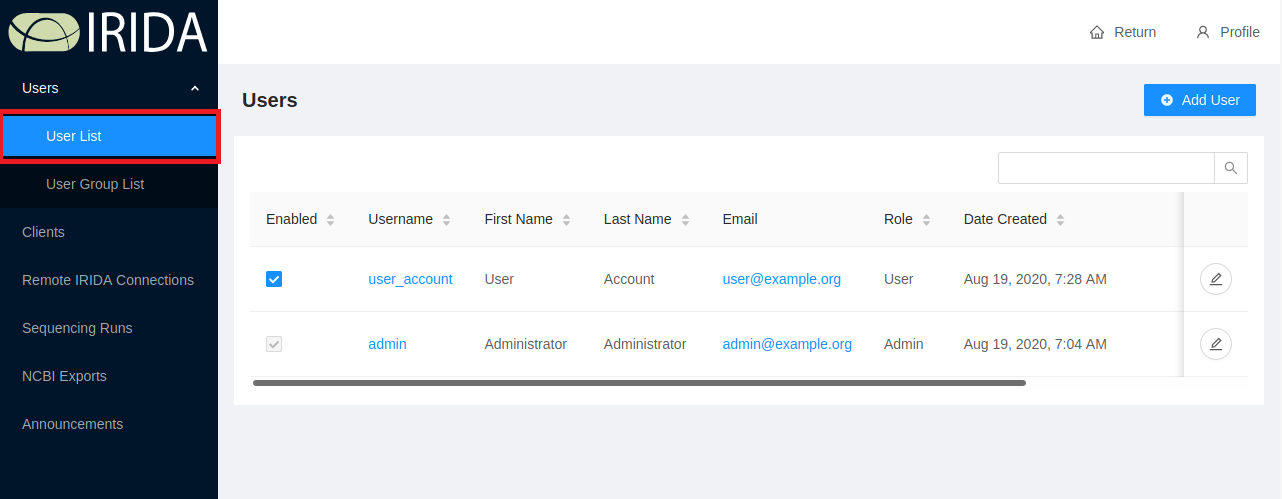 IRIDA
Return Profile
Users
User List
User Group List
Clients
Remote IRIDA Connections
Sequencing Runs
NCBI Exports
Announcements
Users
Add User
Enabled Username First Name Last Name Email Role Date Created
user_account User Account user@example.org User Aug 19, 2020, 7:28 AM
admin Administrator Administrator admin@example.org Admin Aug 19, 2020, 7:04 AM